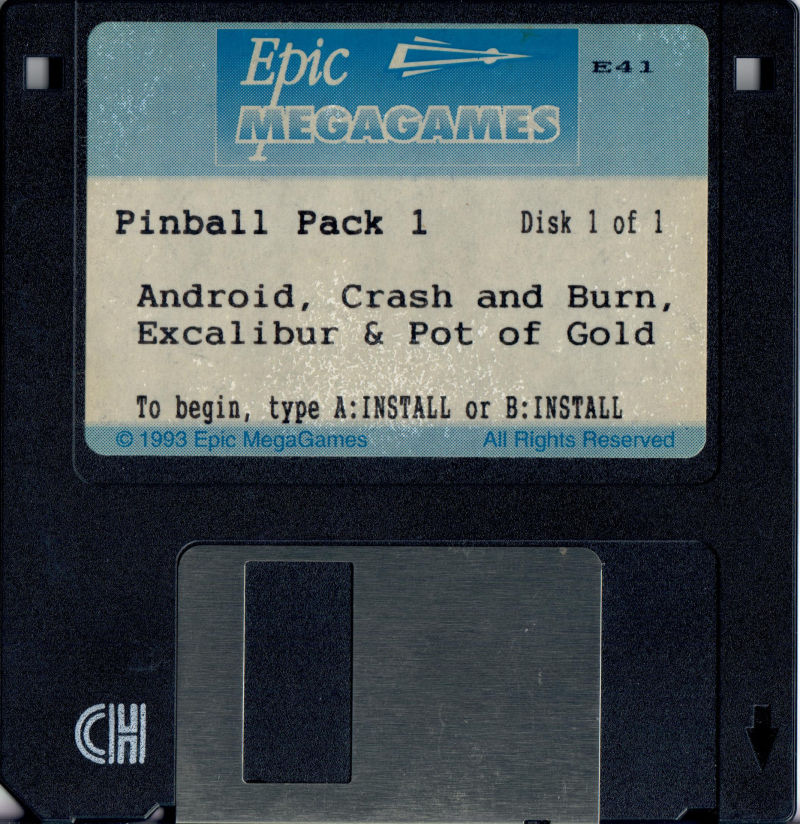 Epic
MEGAGAMES
E41
Pinball Pack 1 Disk 1 of 1
Android, Crash and Burn,
Excalibur & Pot of Gold
To begin, type A:INSTALL or B:INSTALL
© 1993 Epic MegaGames All Rights Reserved
CH